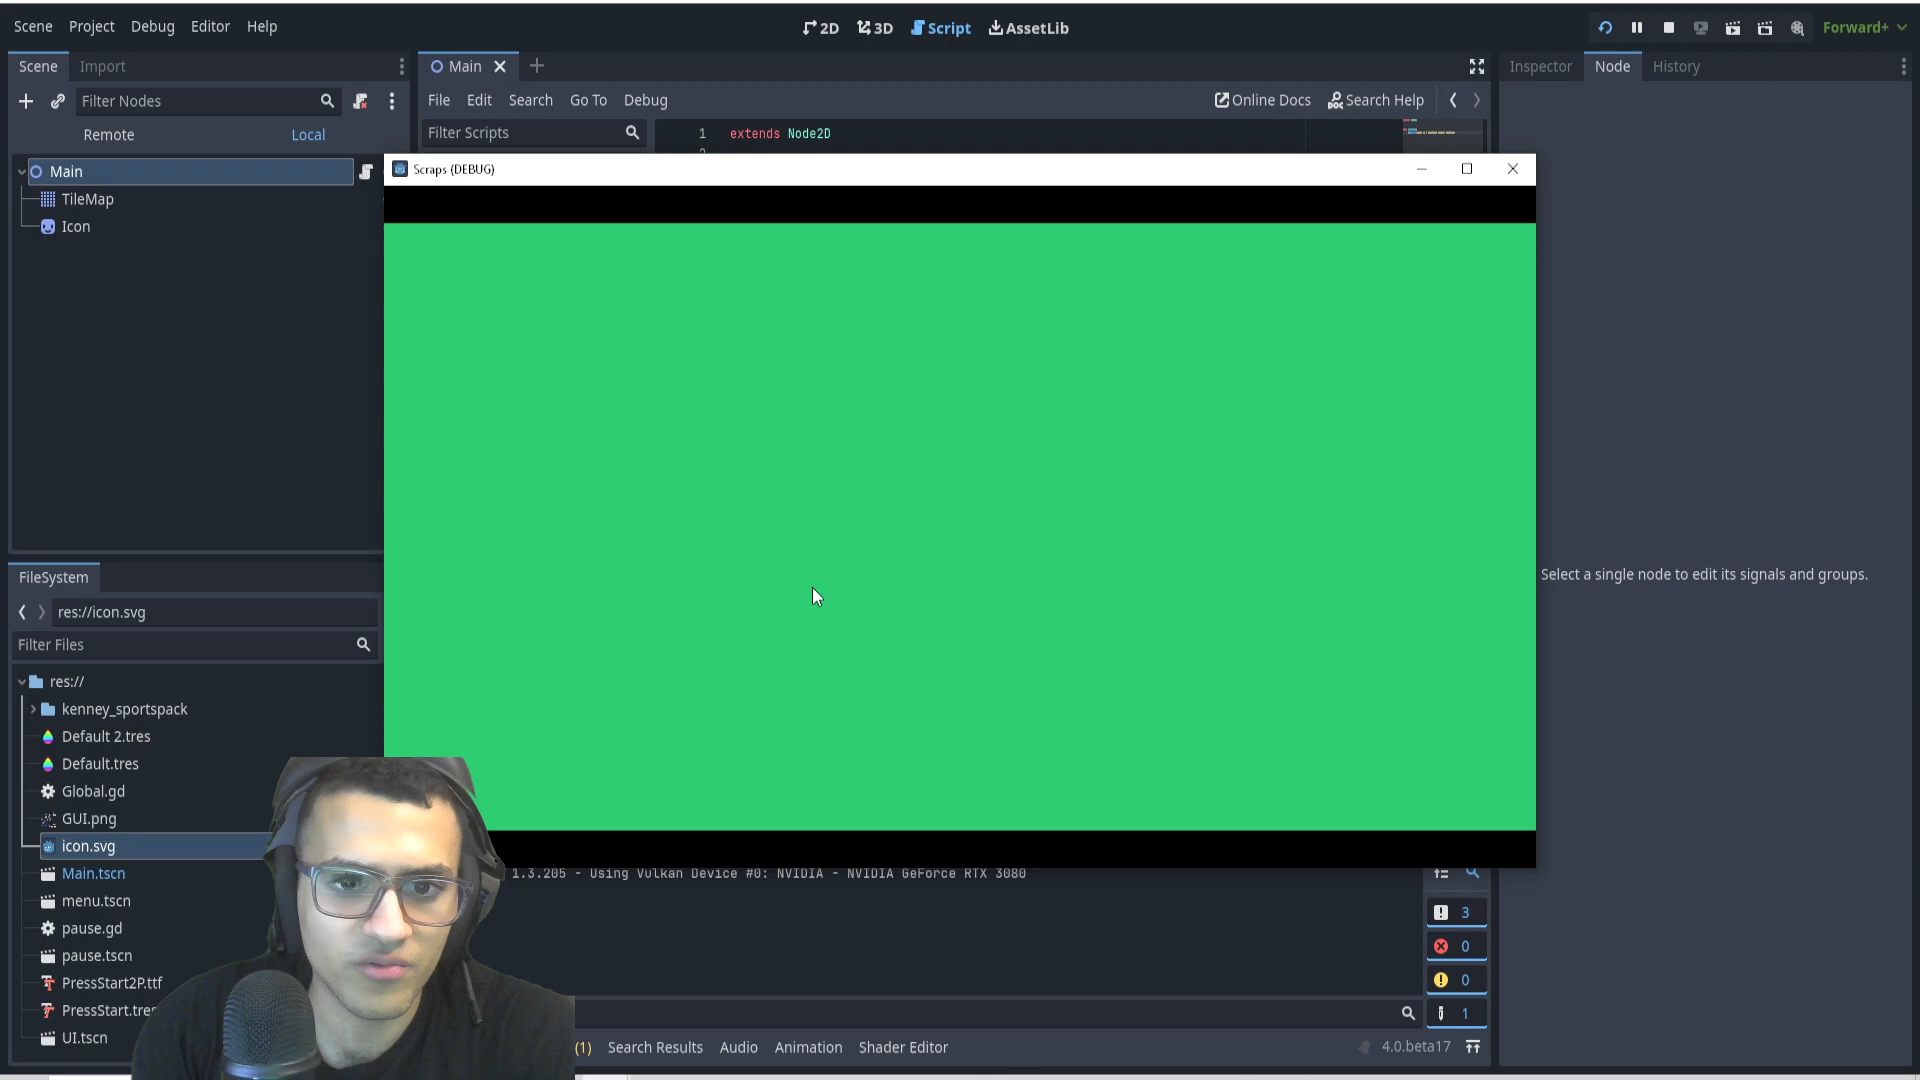 Scene Project Debug Editor Help
2D 3D Script AssetLib
Forward+
Scene Import
Main
Inspector Node History
Filter Nodes
File Edit Search Go To Debug
Online Docs Search Help
Remote Local
Filter Scripts
1 extends Node2D
Main
TileMap
Icon
Scraps (DEBUG)
Select a single node to edit its signals and groups.
FileSystem
res://icon.svg
Filter Files
res://
kenney_sportspack
Default 2.tres
Default.tres
Global.gd
GUI.png
icon.svg
Main.tscn
menu.tscn
pause.gd
pause.tscn
PressStart2P.ttf
PressStart.tres
UI.tscn
1.3.205 - Using Vulkan Device #0: NVIDIA - NVIDIA GeForce RTX 3080
3
0
0
1
(1) Search Results Audio Animation Shader Editor
4.0.beta17